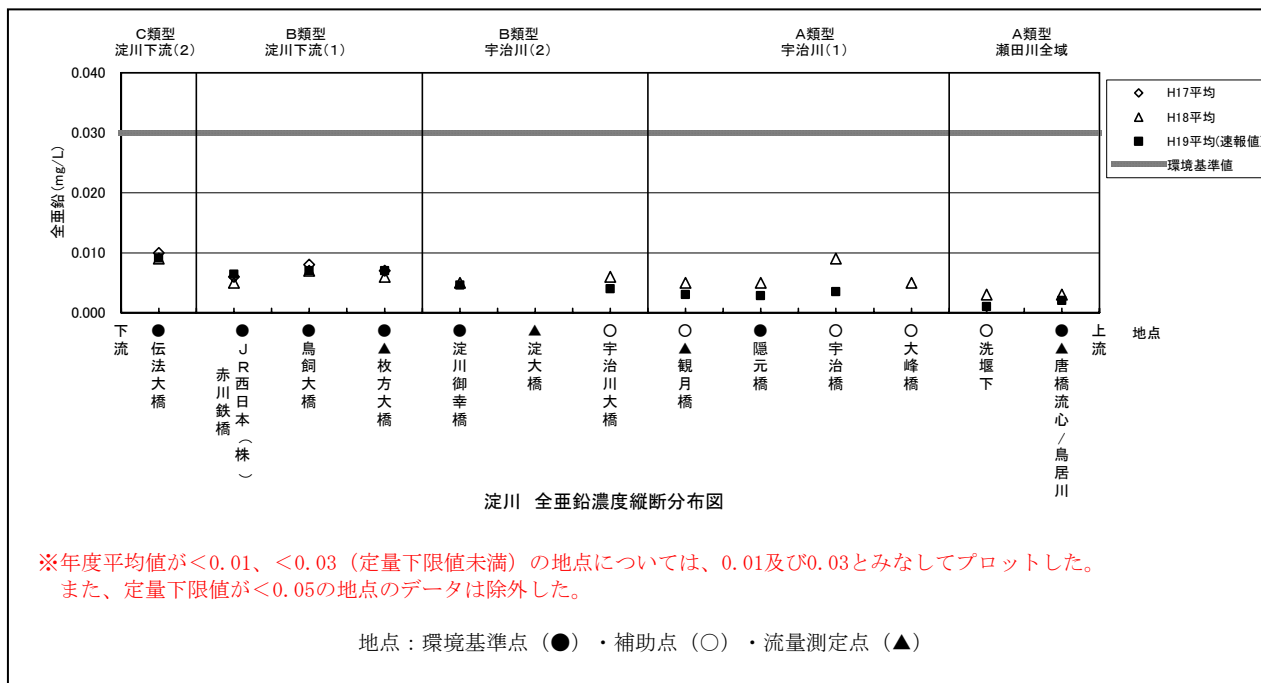 C類型
淀川下流(2)
B類型
淀川下流(1)
B類型
宇治川(2)
A類型
宇治川(1)
A類型
瀬田川全域
0.040
0.030
0.020
0.010
0.000
全亜鉛(mg/L)
H17平均
H18平均
H19平均(速報値)
環境基準値
下流
●伝法大橋
●JR西日本(株)
赤川鉄橋
●鳥飼大橋
●▲枚方大橋
●淀川御幸橋
▲淀大橋
○宇治川大橋
○▲観月橋
●隠元橋
○宇治橋
○大峰橋
○洗堰下
●▲唐橋流心/鳥居川
上流
地点
淀川 全亜鉛濃度縦断分布図
※年度平均値が<0.01、<0.03(定量下限値未満)の地点については、0.01及び0.03とみなしてプロットした。
また、定量下限値が<0.05の地点のデータは除外した。
地点:環境基準点(●)・補助点(○)・流量測定点(▲)